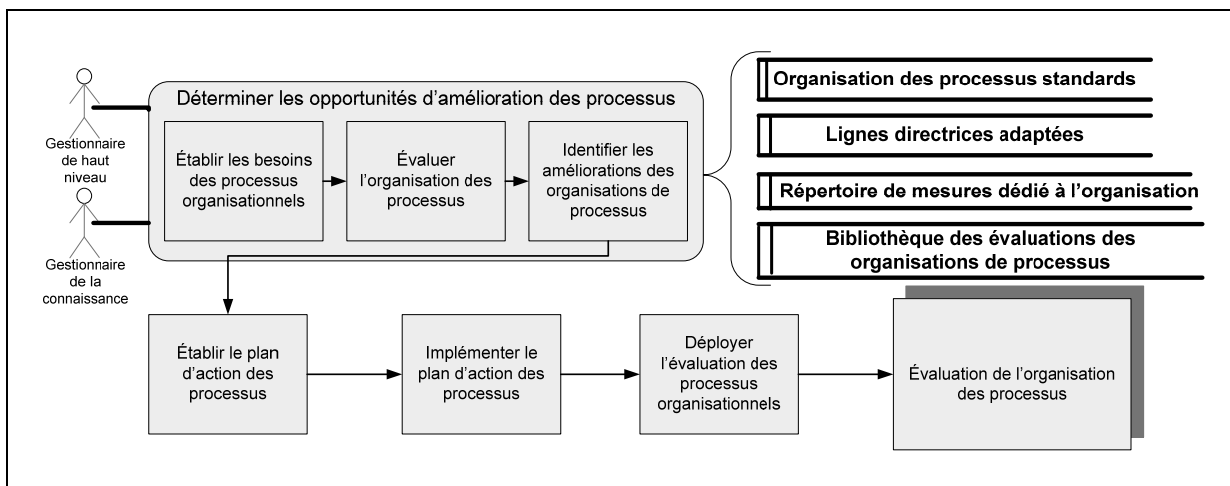 Gestionnaire
de haut
niveau
Gestionnaire
de la
connaissance
Déterminer les opportunités d’amélioration des processus
Établir les besoins
des processus
organisationnels
Évaluer
l’organisation des
processus
Identifier les
améliorations des
organisations de
processus
Organisation des processus standards
Lignes directrices adaptées
Répertoire de mesures dédié à l’organisation
Bibliothèque des évaluations des
organisations de processus
Établir le plan
d’action des
processus
Implémenter le
plan d’action des
processus
Déployer
l’évaluation des
processus
organisationnels
Évaluation de l’organisation
des processus